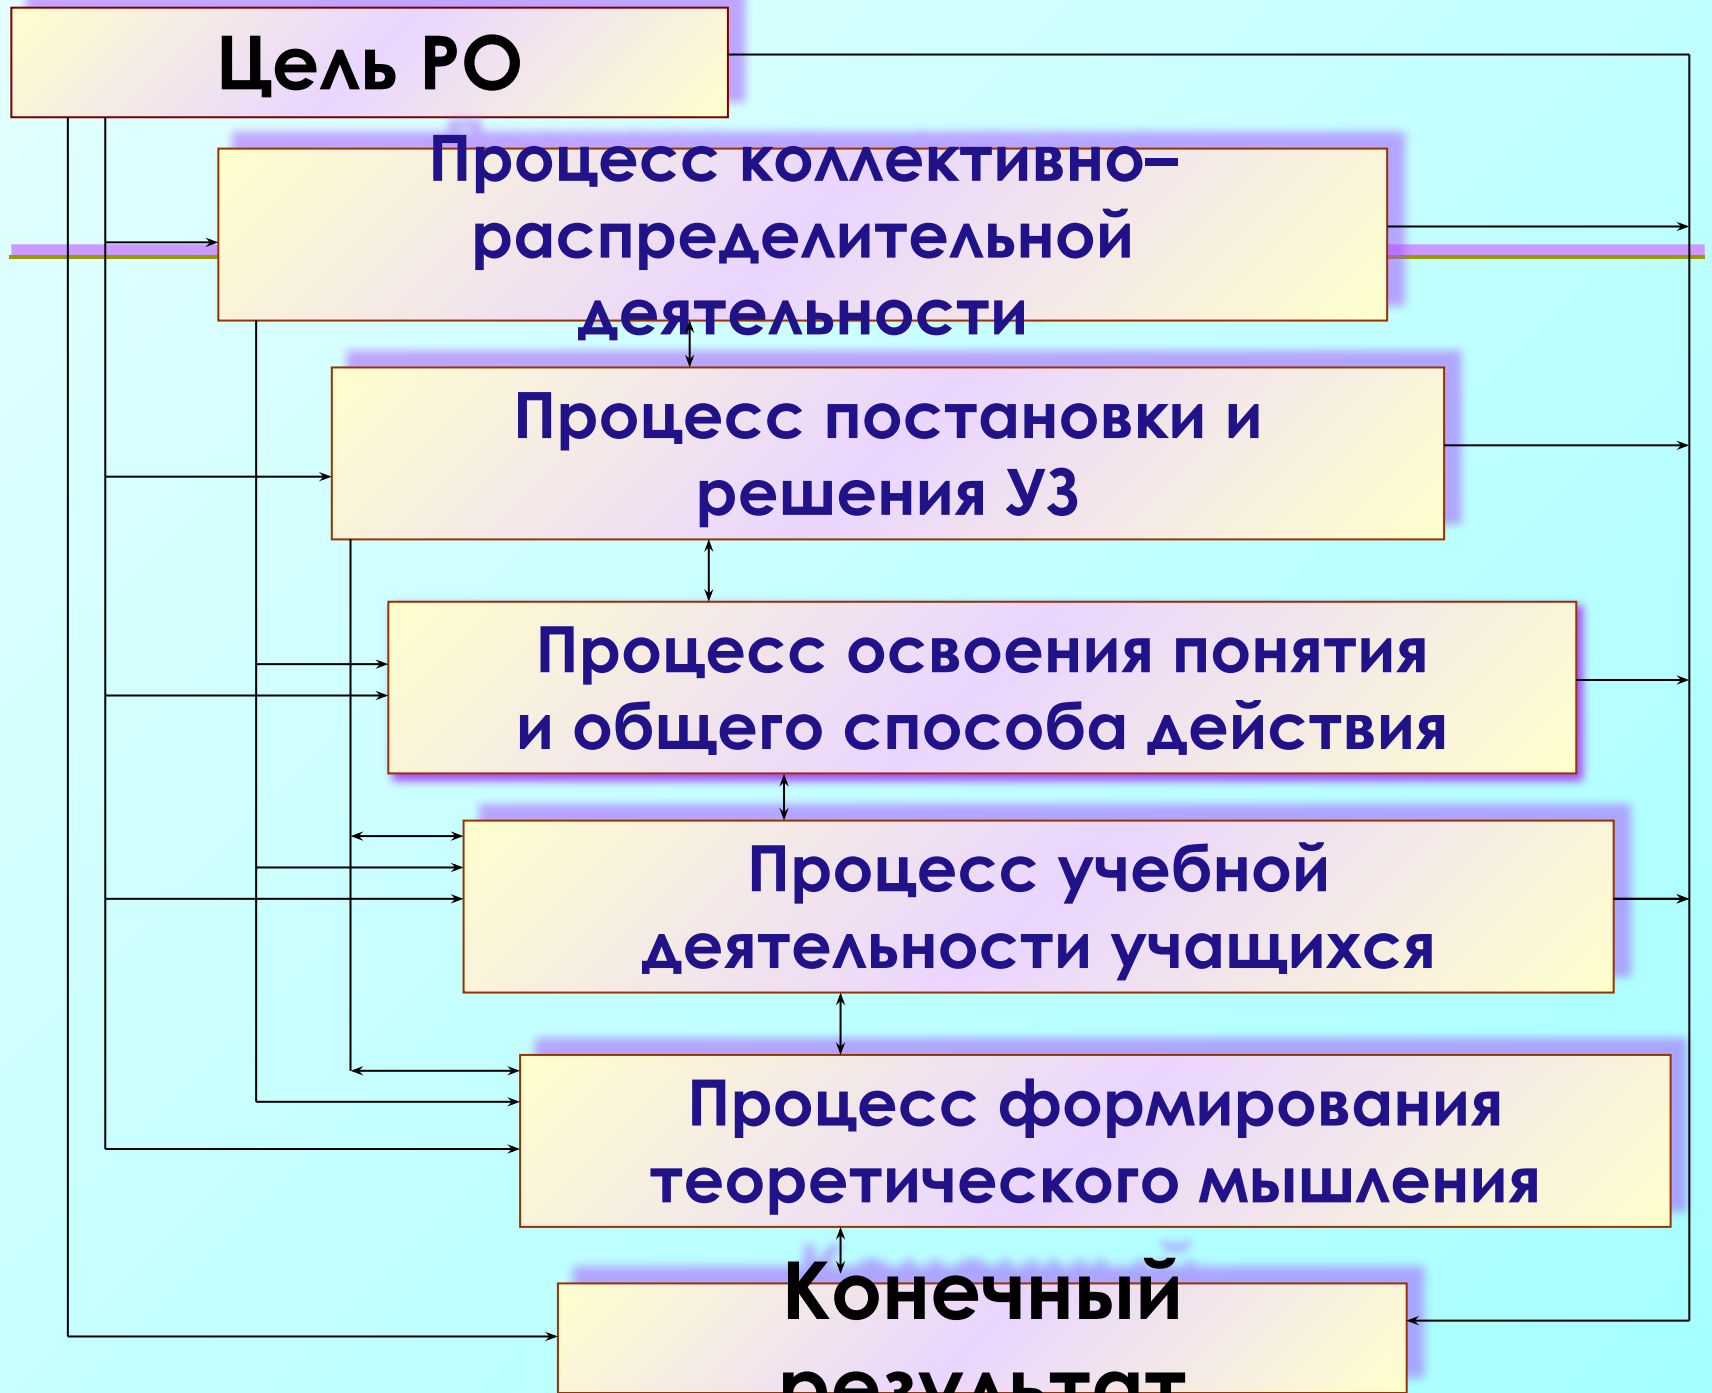 Цель РО
Процесс коллективно–
распределительной
деятельности
Процесс постановки и
решения УЗ
Процесс освоения понятия
и общего способа действия
Процесс учебной
деятельности учащихся
Процесс формирования
теоретического мышления
Конечный
результат